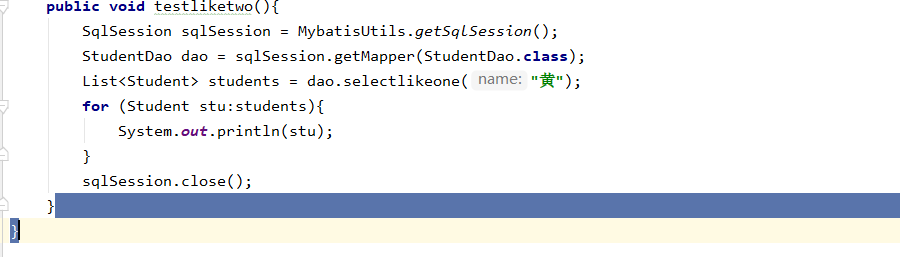 public void testliketwo(){
SqlSession sqlSession = MybatisUtils.getSqlSession();
StudentDao dao = sqlSession.getMapper(StudentDao.class);
List<Student> students = dao.selectlikeone( name: "黄");
for (Student stu:students){
System.out.println(stu);
}
sqlSession.close();
}
}